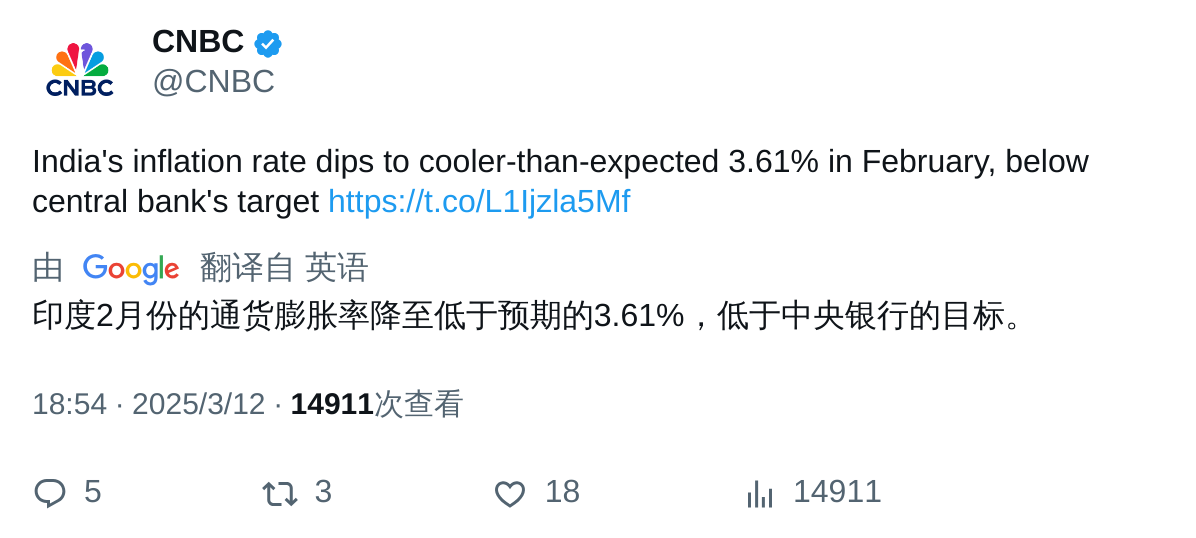 CNBC
CNBC
@CNBC
India's inflation rate dips to cooler-than-expected 3.61% in February, below
central bank's target https://t.co/L1Ijzla5Mf
由 Google 翻译自 英语
印度2月份的通货膨胀率降至低于预期的3.61%，低于中央银行的目标。
18:54 · 2025/3/12 · 14911次查看
5 3 18 14911